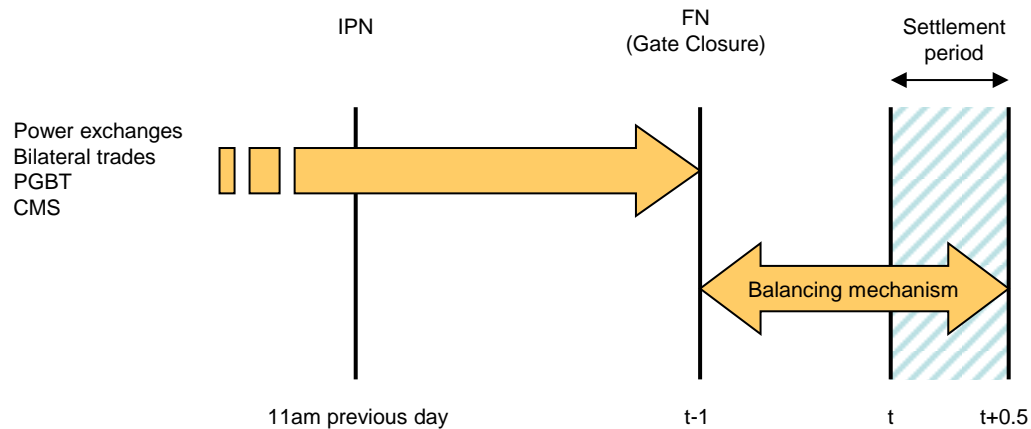 IPN
FN
(Gate Closure)
Settlement
period
Power exchanges
Bilateral trades
PGBT
CMS
Balancing mechanism
11am previous day
t-1
t
t+0.5